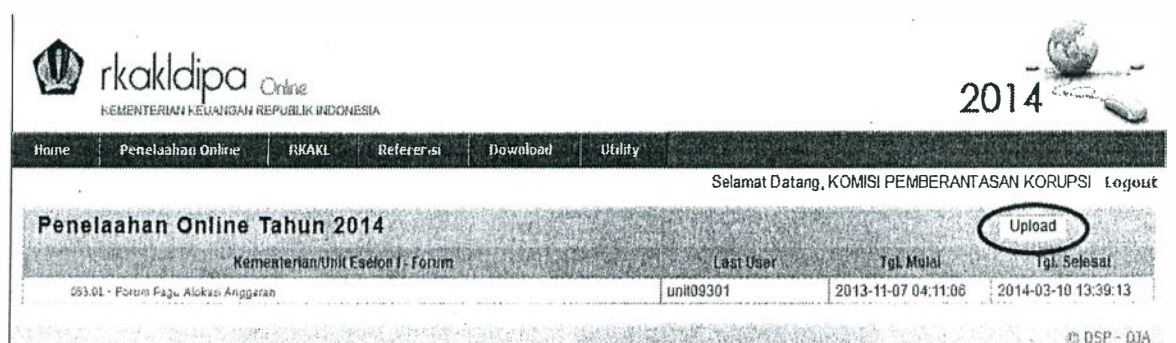 rkakldipa Online
KEMENTERIAN KEUANGAN REPUBLIK INDONESIA
2014
Home Penelaahan Online RKAKL Referensi Download Utility
Selamat Datang, KOMISI PEMBERANTASAN KORUPSI Logout
Penelaahan Online Tahun 2014 Upload
Kementerian/Unit Eselon I - Forum Last User Tgl. Mulai Tgl. Selesai
093.01 - Forum Pagu Alokasi Anggaran unit09301 2013-11-07 04:11:06 2014-03-10 13:39:13
© DSP - DJA